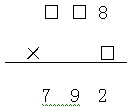 □ □ 8
× □
7 9 2